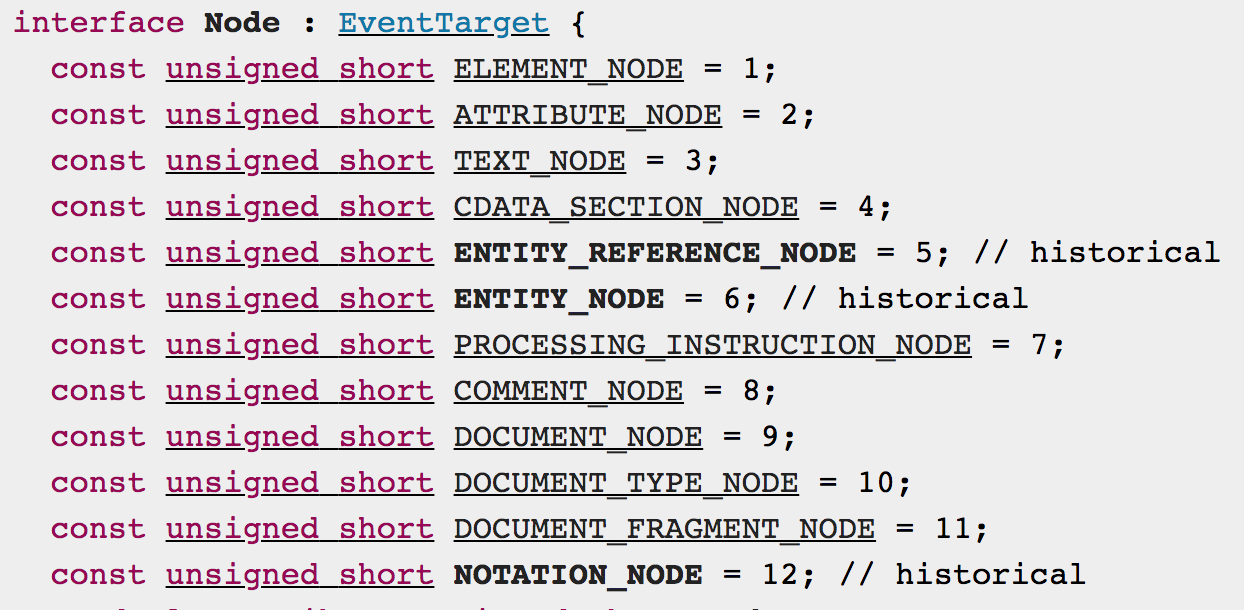 interface Node : EventTarget {
const unsigned short ELEMENT_NODE = 1;
const unsigned short ATTRIBUTE_NODE = 2;
const unsigned short TEXT_NODE = 3;
const unsigned short CDATA_SECTION_NODE = 4;
const unsigned short ENTITY_REFERENCE_NODE = 5; // historical
const unsigned short ENTITY_NODE = 6; // historical
const unsigned short PROCESSING_INSTRUCTION_NODE = 7;
const unsigned short COMMENT_NODE = 8;
const unsigned short DOCUMENT_NODE = 9;
const unsigned short DOCUMENT_TYPE_NODE = 10;
const unsigned short DOCUMENT_FRAGMENT_NODE = 11;
const unsigned short NOTATION_NODE = 12; // historical